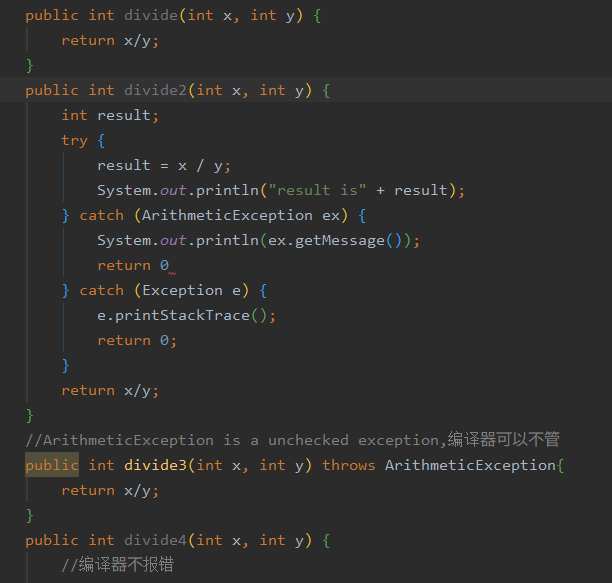 public int divide(int x, int y) {
    return x/y;
}
public int divide2(int x, int y) {
    int result;
    try {
        result = x / y;
        System.out.println("result is" + result);
    } catch (ArithmeticException ex) {
        System.out.println(ex.getMessage());
        return 0
    } catch (Exception e) {
        e.printStackTrace();
        return 0;
    }
    return x/y;
}
//ArithmeticException is a unchecked exception,编译器可以不管
public int divide3(int x, int y) throws ArithmeticException{
    return x/y;
}
public int divide4(int x, int y) {
    //编译器不报错